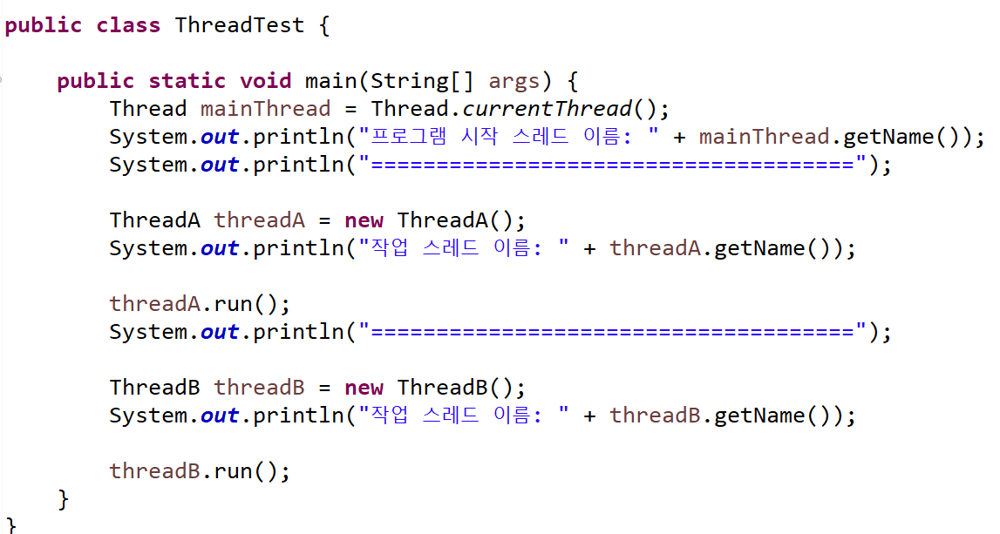 public class ThreadTest {
public static void main(String[] args) {
Thread mainThread = Thread.currentThread();
System.out.println("프로그램 시작 스레드 이름: " + mainThread.getName());
System.out.println("=====================================");
ThreadA threadA = new ThreadA();
System.out.println("작업 스레드 이름: " + threadA.getName());
threadA.run();
System.out.println("=====================================");
ThreadB threadB = new ThreadB();
System.out.println("작업 스레드 이름: " + threadB.getName());
threadB.run();
}
}